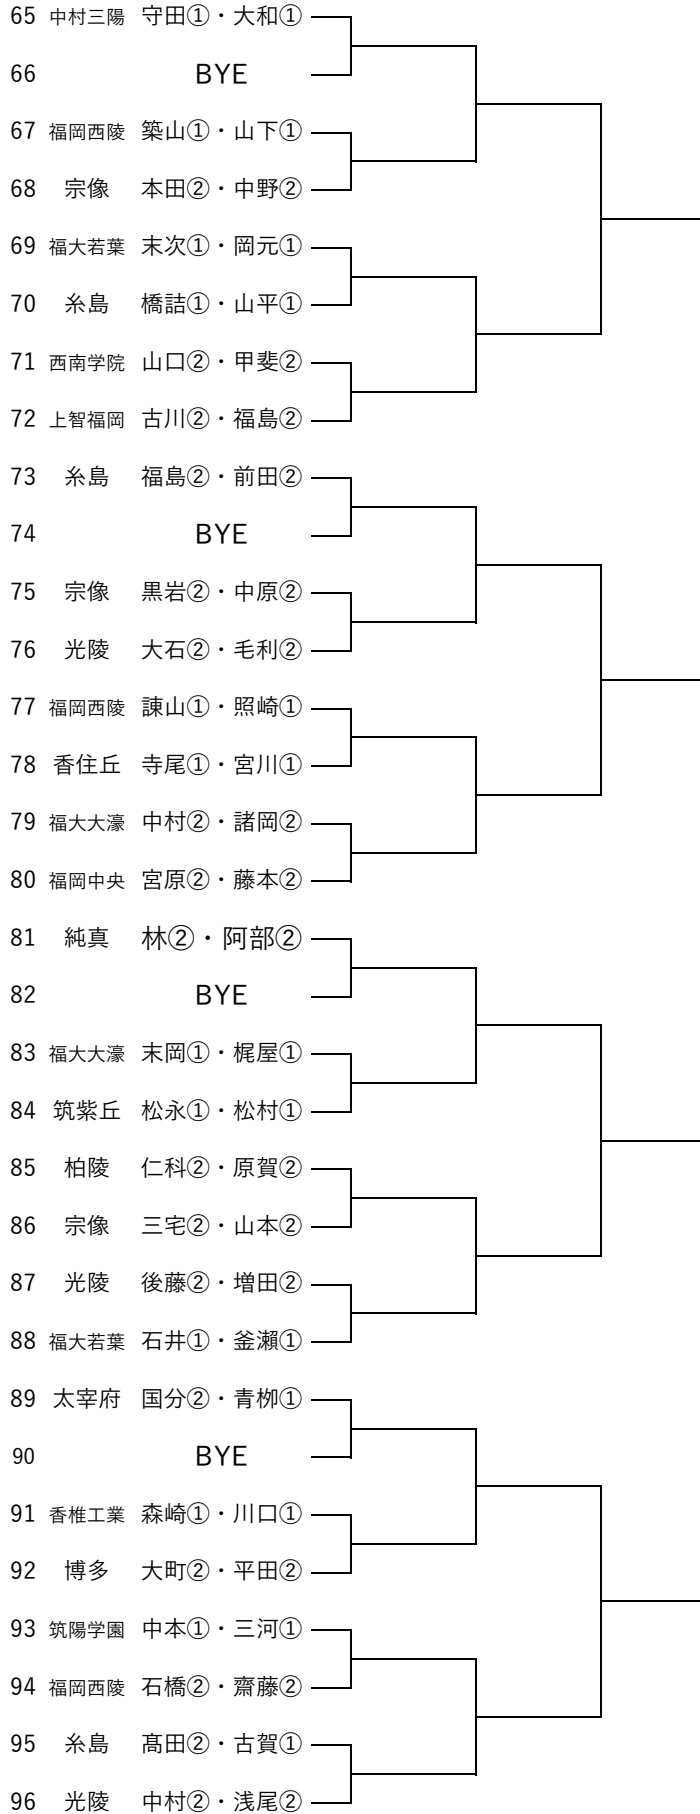 65 中村三陽 守田①・大和①
66 BYE
67 福岡西陵 築山①・山下①
68 宗像 本田②・中野②
69 福大若葉 末次①・岡元①
70 糸島 橋詰①・山平①
71 西南学院 山口②・甲斐②
72 上智福岡 古川②・福島②
73 糸島 福島②・前田②
74 BYE
75 宗像 黒岩②・中原②
76 光陵 大石②・毛利②
77 福岡西陵 諌山①・照崎①
78 香住丘 寺尾①・宮川①
79 福大大濠 中村②・諸岡②
80 福岡中央 宮原②・藤本②
81 純真 林②・阿部②
82 BYE
83 福大大濠 末岡①・梶屋①
84 筑紫丘 松永①・松村①
85 柏陵 仁科②・原賀②
86 宗像 三宅②・山本②
87 光陵 後藤②・増田②
88 福大若葉 石井①・釜瀬①
89 太宰府 国分②・青栁①
90 BYE
91 香椎工業 森崎①・川口①
92 博多 大町②・平田②
93 筑陽学園 中本①・三河①
94 福岡西陵 石橋②・齋藤②
95 糸島 髙田②・古賀①
96 光陵 中村②・浅尾②